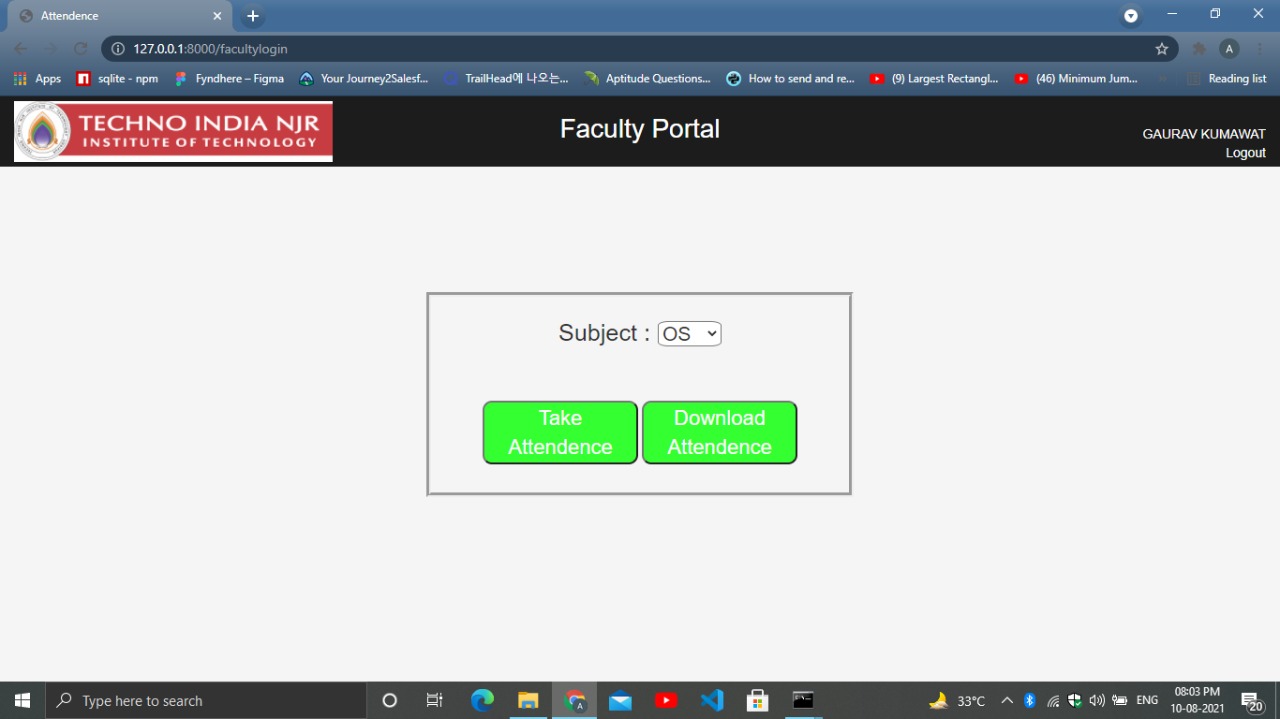 Attendence
127.0.0.1:8000/facultylogin
A
Apps
sqlite - npm
Fyndhere – Figma
Your Journey2Salesf...
TrailHead에 나오는...
Aptitude Questions...
How to send and re...
(9) Largest Rectangl...
(46) Minimum Jum...
Reading list
TECHNO INDIA NJR
INSTITUTE OF TECHNOLOGY
Faculty Portal
GAURAV KUMAWAT
Logout
Subject :
OS
Take
Attendence
Download
Attendence
Type here to search
33°C
ENG
08:03 PM
10-08-2021
20